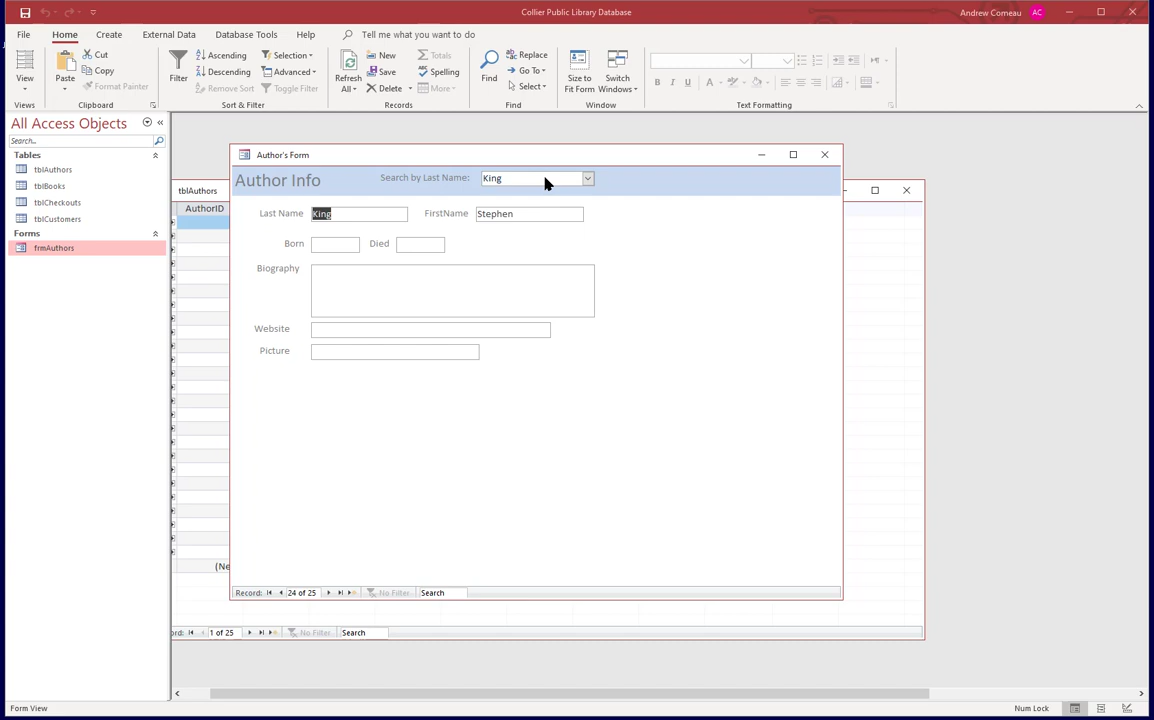 Collier Public Library Database
Andrew Comeau AC
File Home Create External Data Database Tools Help Tell me what you want to do
View
Views
Paste
Cut
Copy
Format Painter
Clipboard
Filter
Ascending
Descending
Remove Sort
Selection
Advanced
Toggle Filter
Sort & Filter
Refresh
All
New
Save
Delete
Totals
Spelling
More
Records
Find
Replace
Go To
Select
Find
Size to
Fit Form
Switch
Windows
Window
B I U A
Text Formatting
All Access Objects
Search...
Tables
tblAuthors
tblBooks
tblCheckouts
tblCustomers
Forms
frmAuthors
tblAuthors
AuthorID
(Ne
1 of 25
No Filter
Search
Author's Form
Author Info
Search by Last Name: King
Last Name King FirstName Stephen
Born Died
Biography
Website
Picture
Record: 24 of 25 No Filter Search
Form View
Num Lock